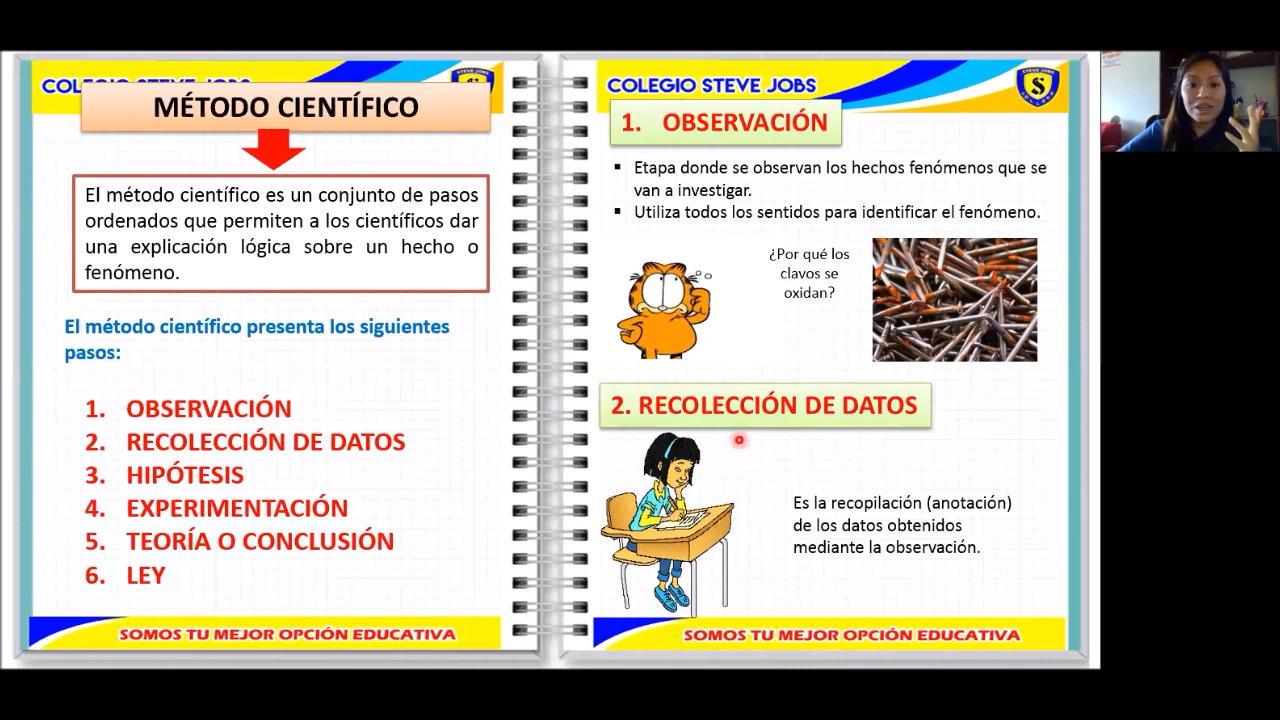 COLEGIO STEVE JOBS
MÉTODO CIENTÍFICO
El método científico es un conjunto de pasos
ordenados que permiten a los científicos dar
una explicación lógica sobre un hecho o
fenómeno.
El método científico presenta los siguientes
pasos:
1. OBSERVACIÓN
2. RECOLECCIÓN DE DATOS
3. HIPÓTESIS
4. EXPERIMENTACIÓN
5. TEORÍA O CONCLUSIÓN
6. LEY
SOMOS TU MEJOR OPCIÓN EDUCATIVA
COLEGIO STEVE JOBS
STEVE JOBS
S
1. OBSERVACIÓN
▪ Etapa donde se observan los hechos fenómenos que se
van a investigar.
▪ Utiliza todos los sentidos para identificar el fenómeno.
¿Por qué los
clavos se
oxidan?
2. RECOLECCIÓN DE DATOS
Es la recopilación (anotación)
de los datos obtenidos
mediante la observación.
SOMOS TU MEJOR OPCIÓN EDUCATIVA